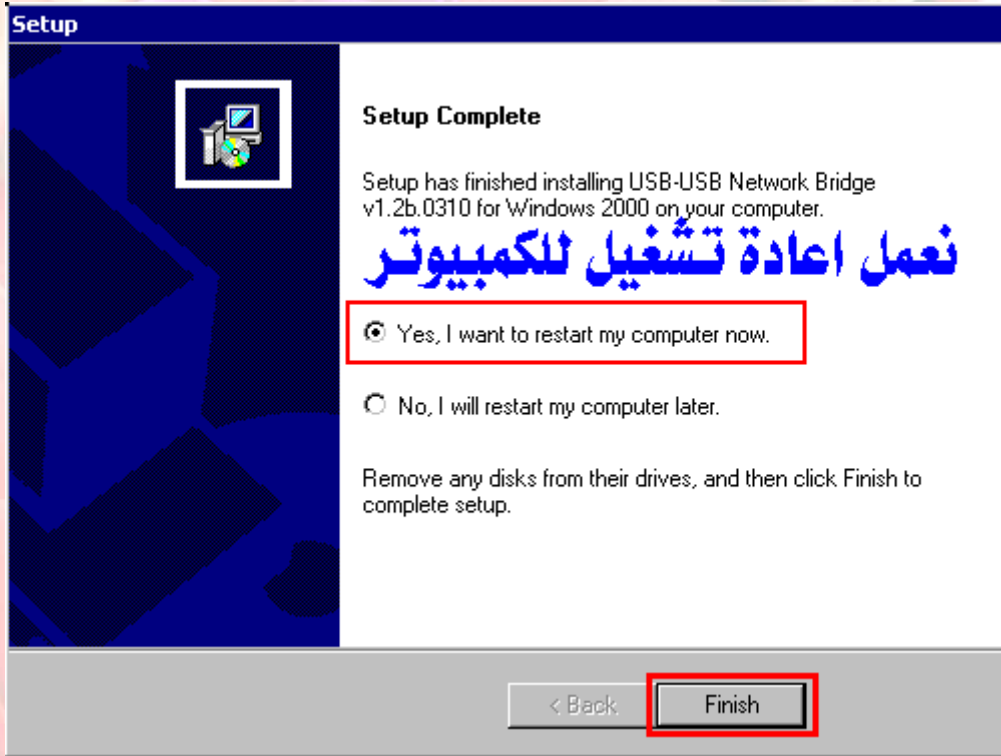 Setup
Setup Complete
Setup has finished installing USB-USB Network Bridge
v1.2b.0310 for Windows 2000 on your computer.
نعمل اعادة تشغيل للكمبيوتر
Yes, I want to restart my computer now.
No, I will restart my computer later.
Remove any disks from their drives, and then click Finish to
complete setup.
< Back Finish